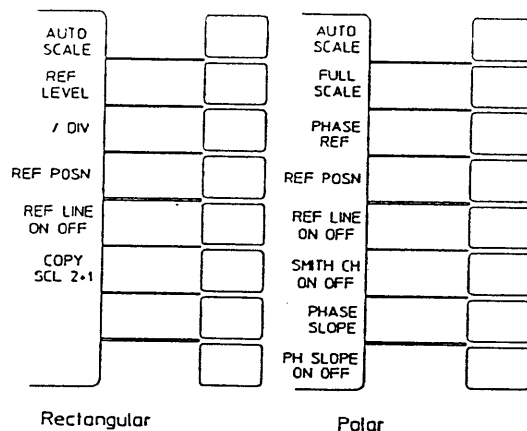 AUTO
SCALE
REF
LEVEL
/ DIV
REF POSN
REF LINE
ON OFF
COPY
SCL 2→1
Rectangular
AUTO
SCALE
FULL
SCALE
PHASE
REF
REF POSN
REF LINE
ON OFF
SMITH CH
ON OFF
PHASE
SLOPE
PH SLOPE
ON OFF
Polar